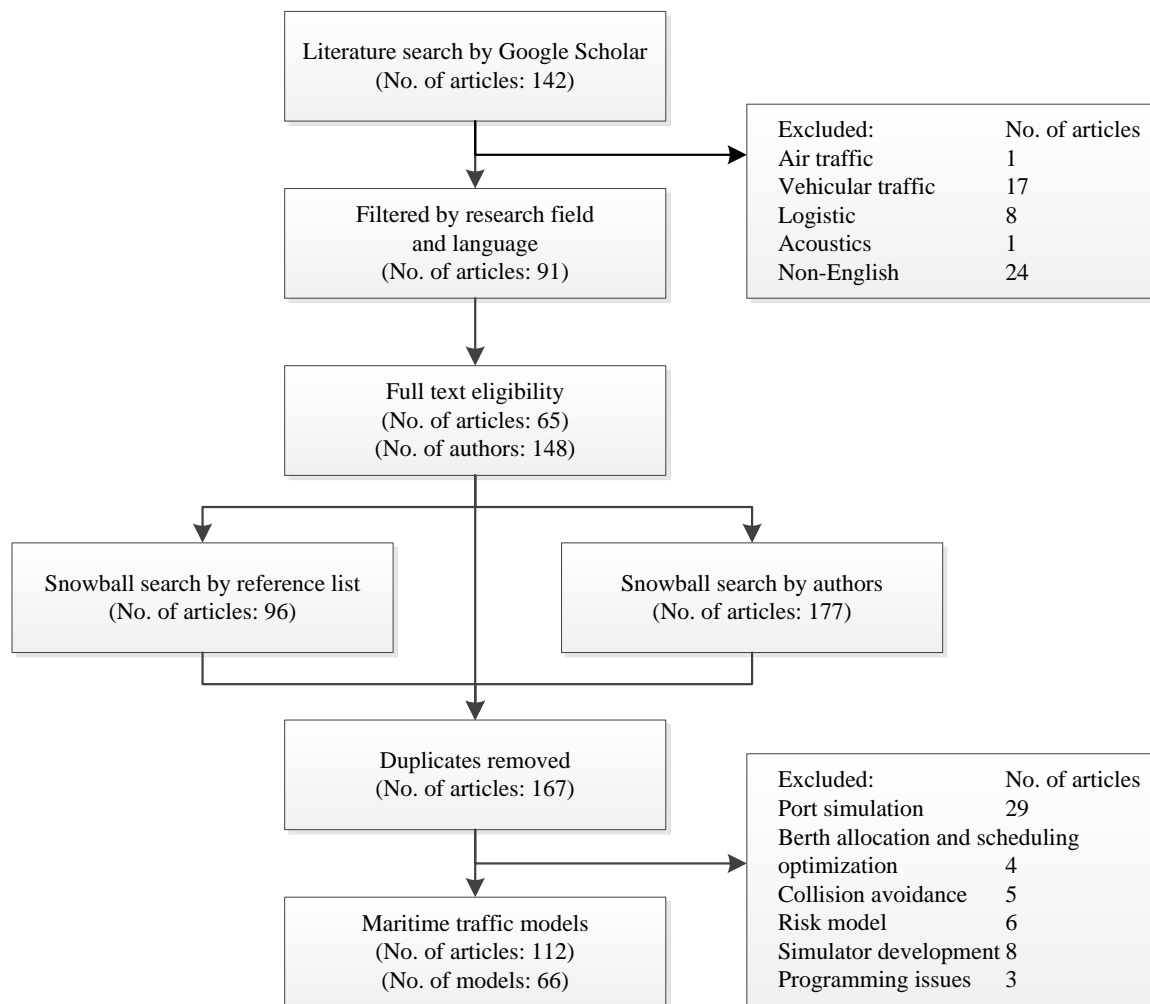 Literature search by Google Scholar
(No. of articles: 142)
Excluded: No. of articles
Air traffic 1
Vehicular traffic 17
Logistic 8
Acoustics 1
Non-English 24
Filtered by research field
and language
(No. of articles: 91)
Full text eligibility
(No. of articles: 65)
(No. of authors: 148)
Snowball search by reference list
(No. of articles: 96)
Snowball search by authors
(No. of articles: 177)
Duplicates removed
(No. of articles: 167)
Excluded: No. of articles
Port simulation 29
Berth allocation and scheduling
optimization 4
Collision avoidance 5
Risk model 6
Simulator development 8
Programming issues 3
Maritime traffic models
(No. of articles: 112)
(No. of models: 66)